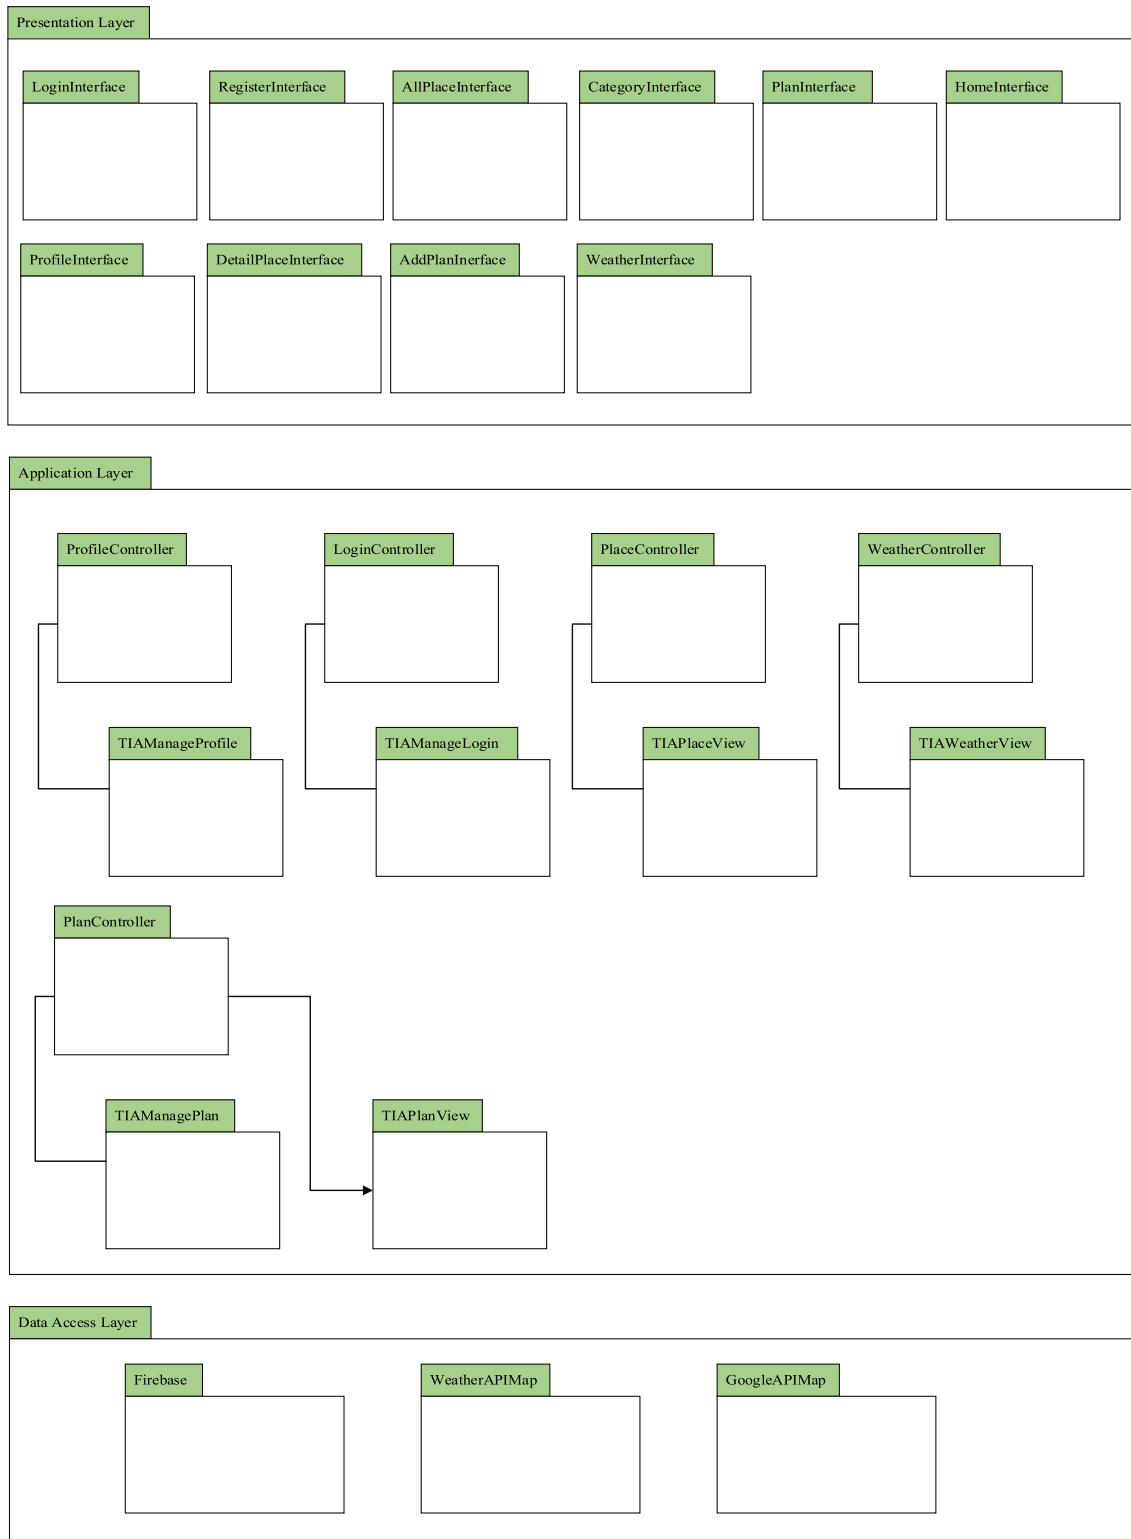 Presentation Layer
LoginInterface
RegisterInterface
AllPlaceInterface
CategoryInterface
PlanInterface
HomeInterface
ProfileInterface
DetailPlaceInterface
AddPlanInerface
WeatherInterface
Application Layer
ProfileController
LoginController
PlaceController
WeatherController
TIAManageProfile
TIAManageLogin
TIAPlaceView
TIAWeatherView
PlanController
TIAManagePlan
TIAPlanView
Data Access Layer
Firebase
WeatherAPIMap
GoogleAPIMap